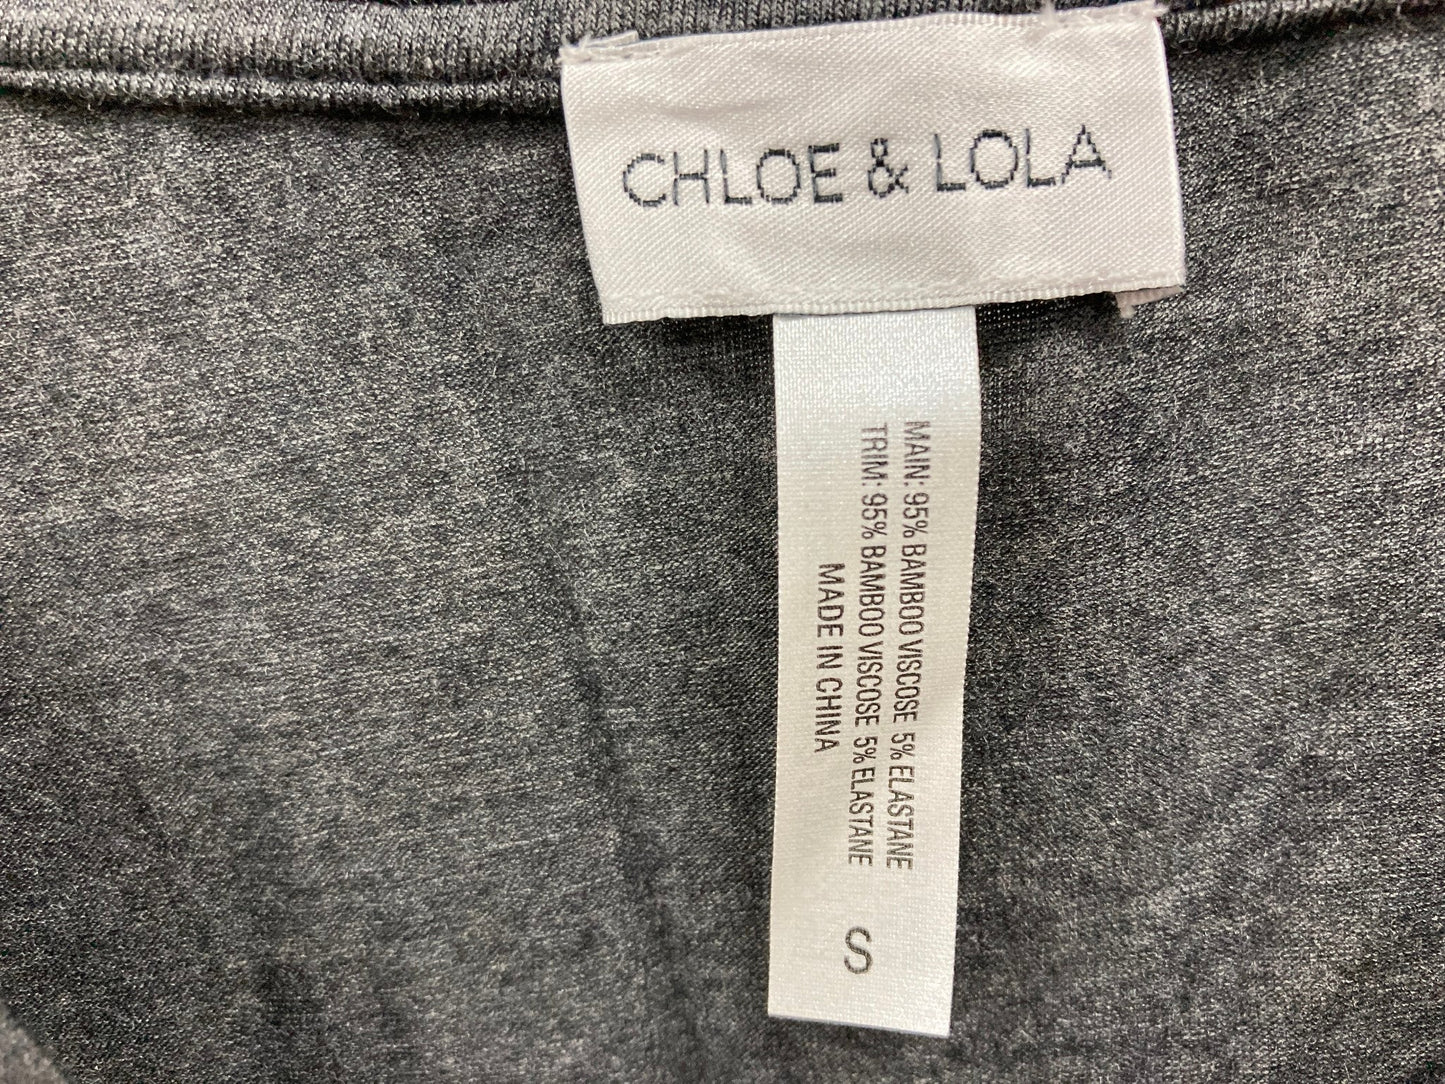 CHLOE & LOLA
MAIN: 95% BAMBOO VISCOSE 5% ELASTANE
TRIM: 95% BAMBOO VISCOSE 5% ELASTANE
MADE IN CHINA
S